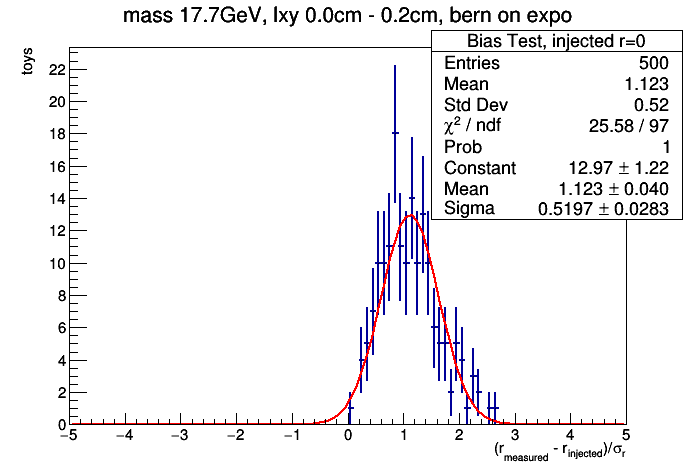 mass 17.7GeV, lxy 0.0cm - 0.2cm, bern on expo
Bias Test, injected r=0
Entries 500
Mean 1.123
Std Dev 0.52
χ² / ndf 25.58 / 97
Prob 1
Constant 12.97 ± 1.22
Mean 1.123 ± 0.040
Sigma 0.5197 ± 0.0283
toys
22
20
18
16
14
12
10
8
6
4
2
0
−5 −4 −3 −2 −1 0 1 2 3 4 5
(r_measured - r_injected)/σ_r